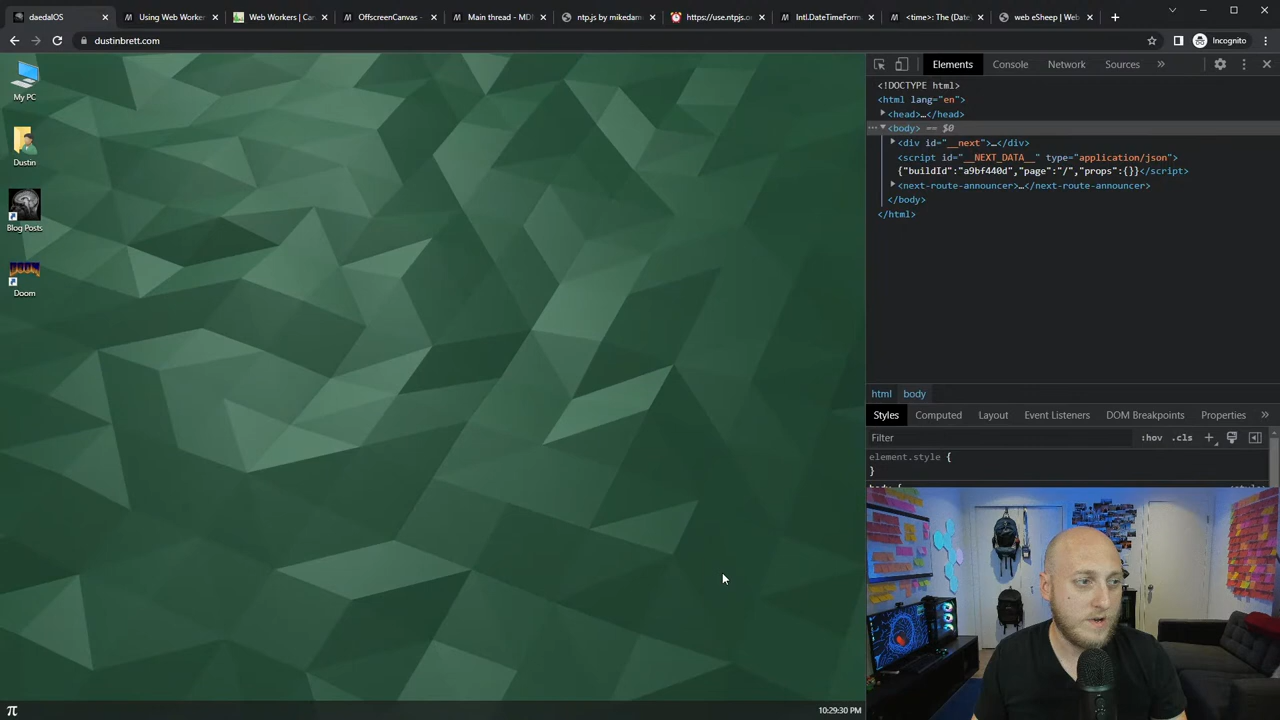 daedalOS
Using Web Worker
Web Workers | Can
OffscreenCanvas -
Main thread - MDN
ntp.js by mikedam
https://use.ntpjs.o
Intl.DateTimeForm
<time>: The (Date
web eSheep | Web
dustinbrett.com
Incognito
My PC
Dustin
Blog Posts
DOOM
Doom
π
10:29:30 PM
Elements
Console
Network
Sources
»
<!DOCTYPE html>
<html lang="en">
<head>…</head>
<body> == $0
<div id="__next">…</div>
<script id="__NEXT_DATA__" type="application/json">
{"buildId":"a9bf440d","page":"/","props":{}}</script>
<next-route-announcer>…</next-route-announcer>
</body>
</html>
html
body
Styles
Computed
Layout
Event Listeners
DOM Breakpoints
Properties
»
Filter
:hov
.cls
element.style {
}